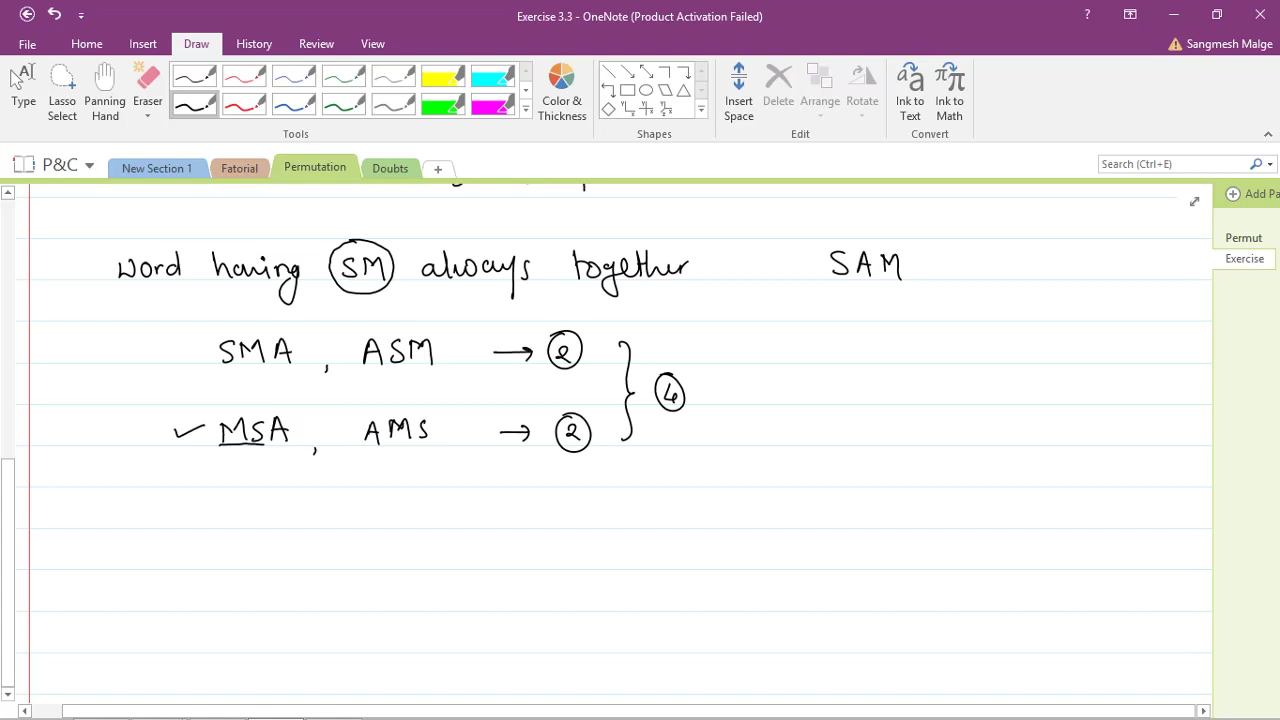 Exercise 3.3 - OneNote (Product Activation Failed)
?
File Home Insert Draw History Review View Sangmesh Malge
Type Lasso Select Panning Hand Eraser Color & Thickness Insert Space Delete Arrange Rotate Ink to Text Ink to Math
Tools Shapes Edit Convert
P&C New Section 1 Fatorial Permutation Doubts + Search (Ctrl+E)
Add Pa
Permut
Exercise
word having SM always together SAM
SMA , ASM → 2
4
✓ MSA , AMS → 2